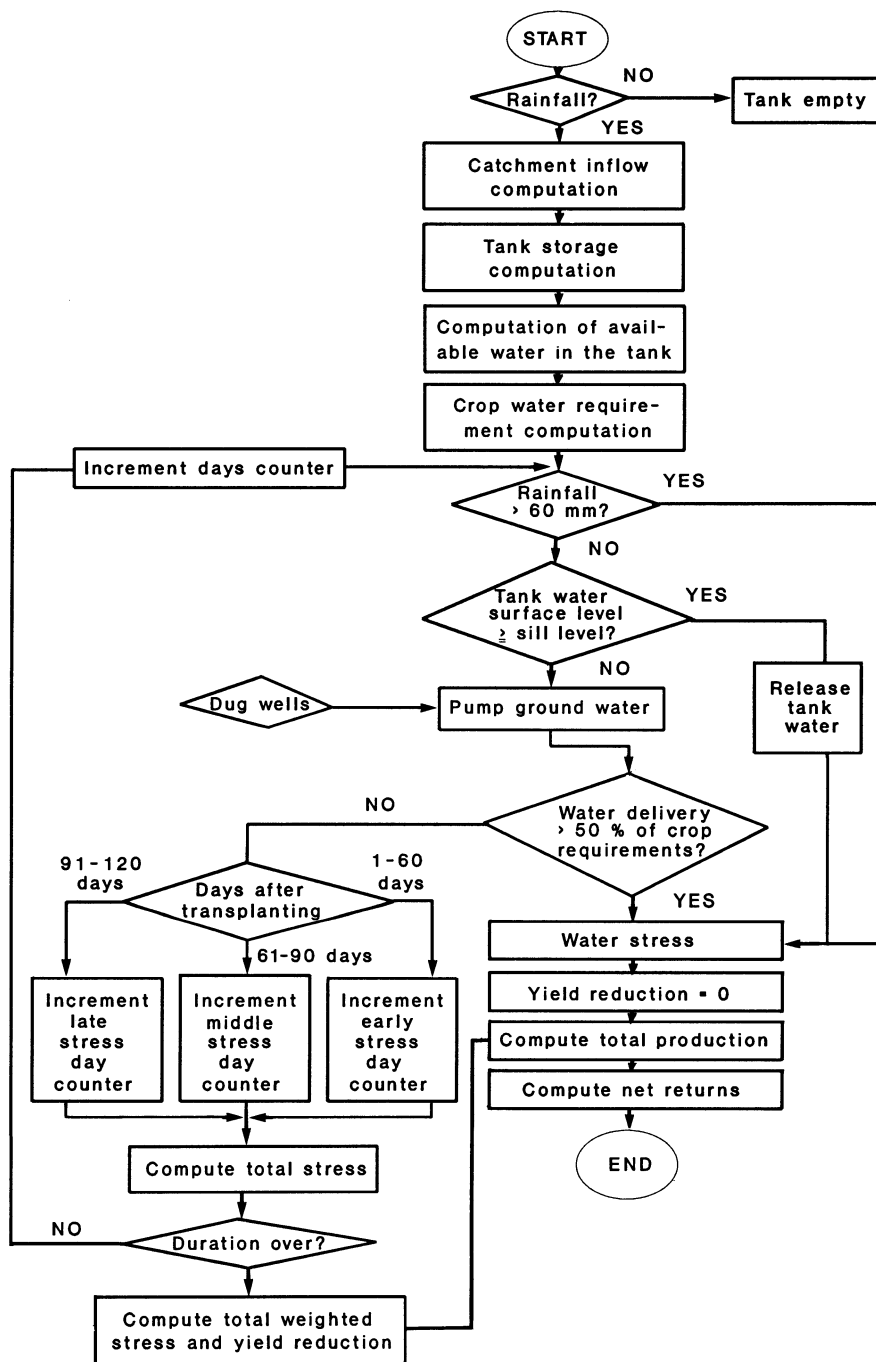 START
NO
Rainfall?
Tank empty
YES
Catchment inflow
computation
Tank storage
computation
Computation of avail-
able water in the tank
Crop water require-
ment computation
Increment days counter
YES
Rainfall
> 60 mm?
NO
Tank water
surface level
≥ sill level?
YES
NO
Release
tank
water
Dug wells
Pump ground water
NO
Water delivery
> 50 % of crop
requirements?
91-120
days
1-60
days
Days after
transplanting
YES
Water stress
61-90 days
Increment
late
stress
day
counter
Increment
middle
stress
day
counter
Increment
early
stress
day
counter
Yield reduction = 0
Compute total production
Compute net returns
END
Compute total stress
NO
Duration over?
Compute total weighted
stress and yield reduction